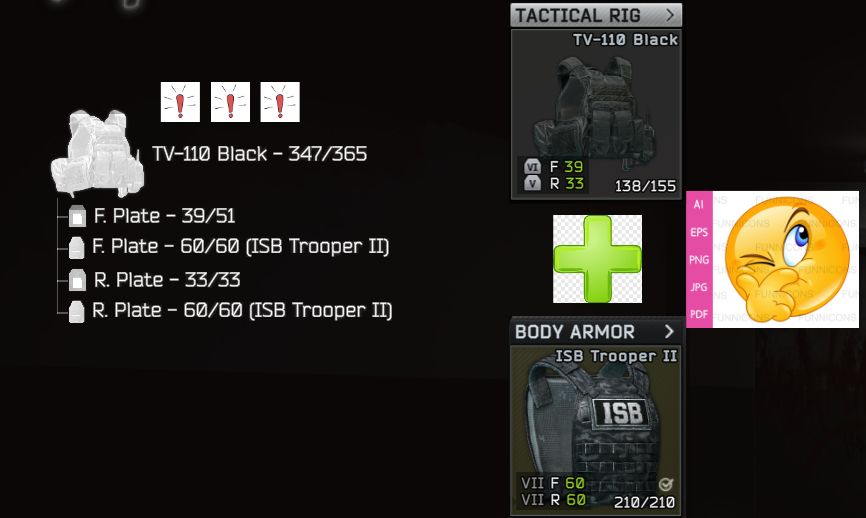 TV-110 Black - 347/365
F. Plate - 39/51
F. Plate - 60/60 (ISB Trooper II)
R. Plate - 33/33
R. Plate - 60/60 (ISB Trooper II)
TACTICAL RIG >
TV-110 Black
VI F 39
V R 33
138/155
AI
EPS
PNG
JPG
PDF
FUNNICONS
FUNNICONS
FUNNICONS
BODY ARMOR >
ISB Trooper II
ISB
VII F 60
VII R 60
210/210